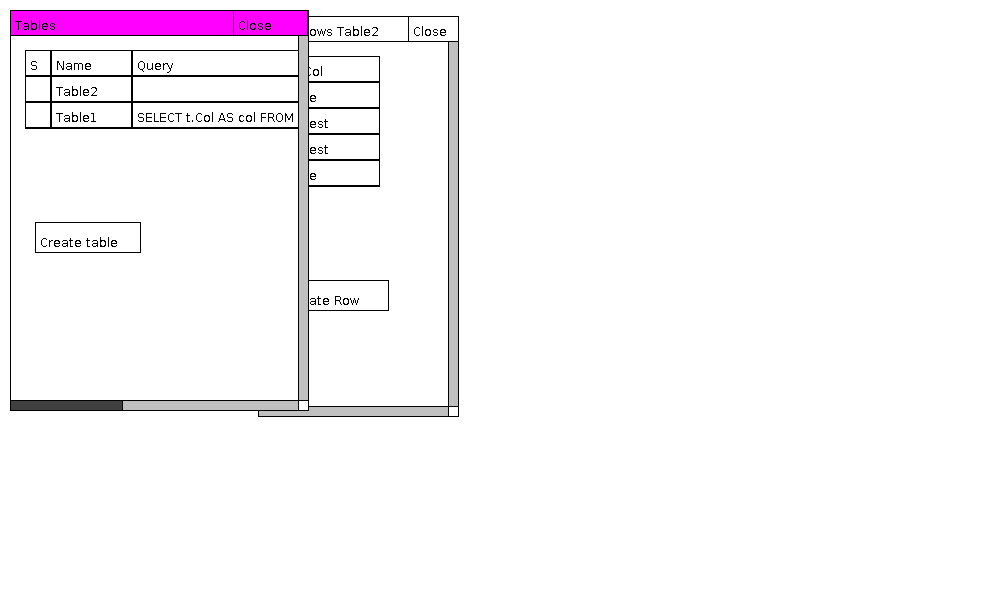 Tables Close
S Name Query
Table2
Table1 SELECT t.Col AS col FROM
Create table
ows Table2 Close
Col
e
est
est
e
ate Row